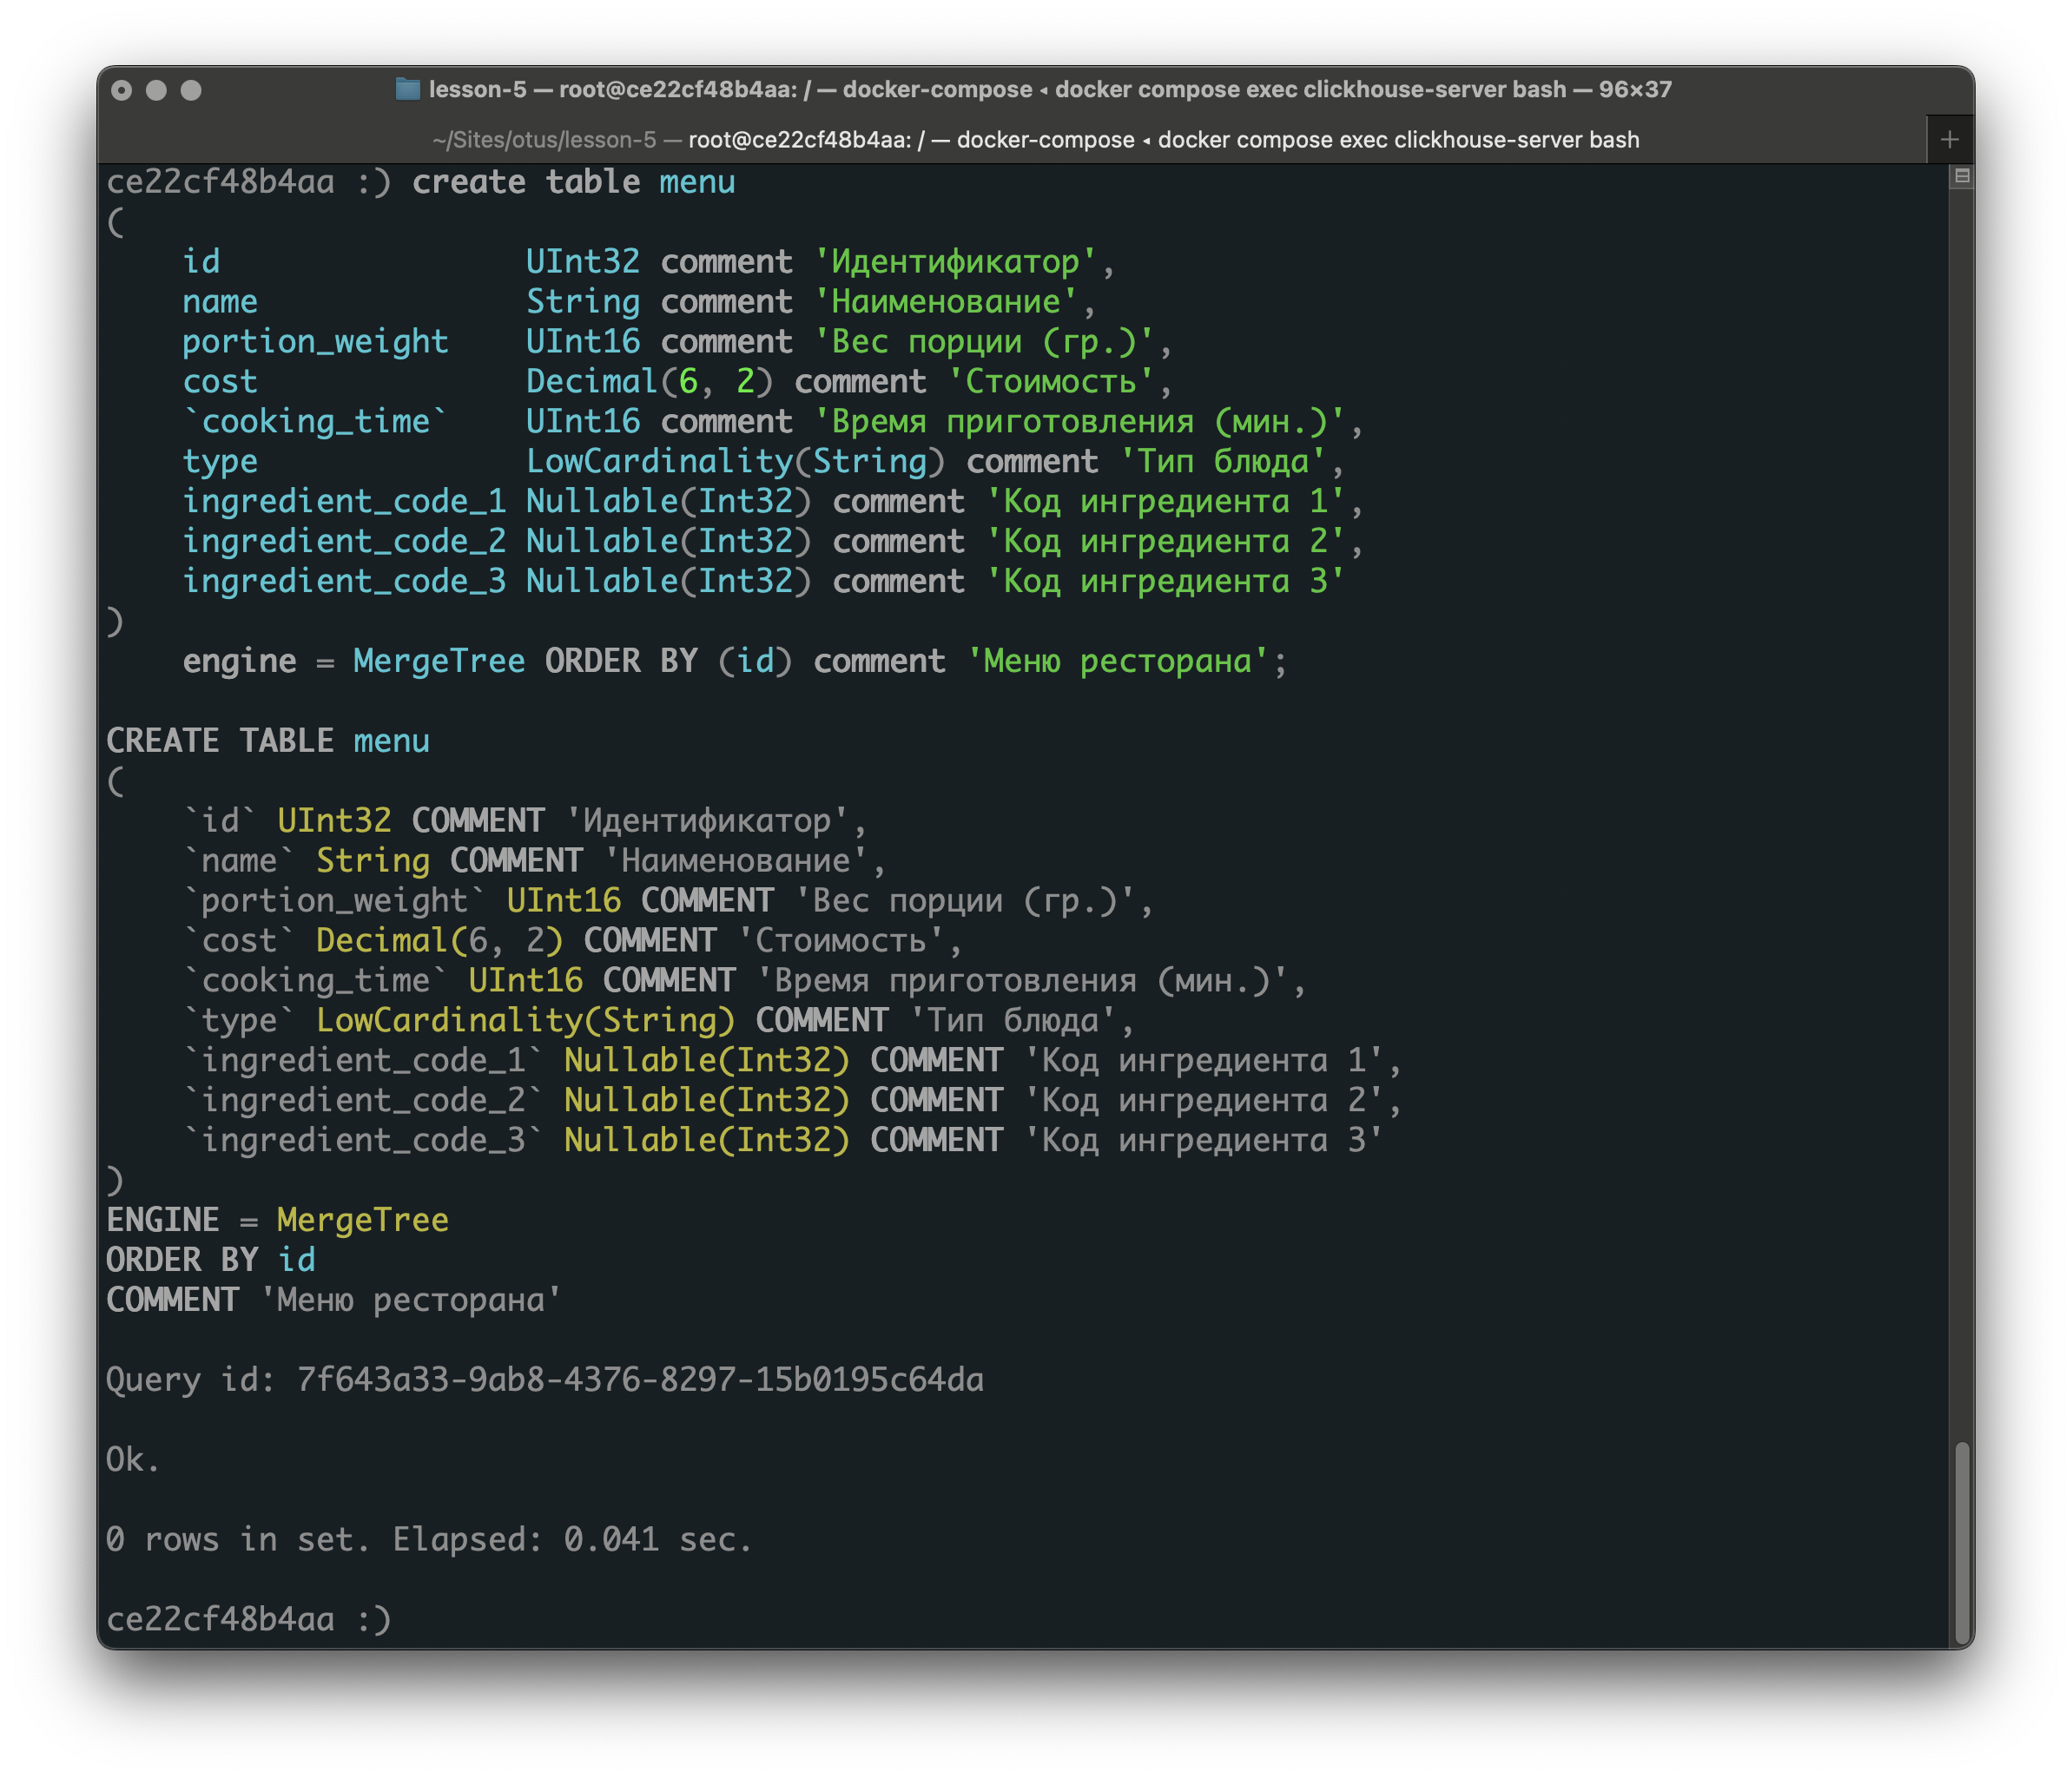 lesson-5 — root@ce22cf48b4aa: / — docker-compose ◂ docker compose exec clickhouse-server bash — 96×37
~/Sites/otus/lesson-5 — root@ce22cf48b4aa: / — docker-compose ◂ docker compose exec clickhouse-server bash
ce22cf48b4aa :) create table menu
(
    id                UInt32 comment 'Идентификатор',
    name              String comment 'Наименование',
    portion_weight    UInt16 comment 'Вес порции (гр.)',
    cost              Decimal(6, 2) comment 'Стоимость',
    `cooking_time`    UInt16 comment 'Время приготовления (мин.)',
    type              LowCardinality(String) comment 'Тип блюда',
    ingredient_code_1 Nullable(Int32) comment 'Код ингредиента 1',
    ingredient_code_2 Nullable(Int32) comment 'Код ингредиента 2',
    ingredient_code_3 Nullable(Int32) comment 'Код ингредиента 3'
)
    engine = MergeTree ORDER BY (id) comment 'Меню ресторана';
CREATE TABLE menu
(
    `id` UInt32 COMMENT 'Идентификатор',
    `name` String COMMENT 'Наименование',
    `portion_weight` UInt16 COMMENT 'Вес порции (гр.)',
    `cost` Decimal(6, 2) COMMENT 'Стоимость',
    `cooking_time` UInt16 COMMENT 'Время приготовления (мин.)',
    `type` LowCardinality(String) COMMENT 'Тип блюда',
    `ingredient_code_1` Nullable(Int32) COMMENT 'Код ингредиента 1',
    `ingredient_code_2` Nullable(Int32) COMMENT 'Код ингредиента 2',
    `ingredient_code_3` Nullable(Int32) COMMENT 'Код ингредиента 3'
)
ENGINE = MergeTree
ORDER BY id
COMMENT 'Меню ресторана'
Query id: 7f643a33-9ab8-4376-8297-15b0195c64da
Ok.
0 rows in set. Elapsed: 0.041 sec.
ce22cf48b4aa :)